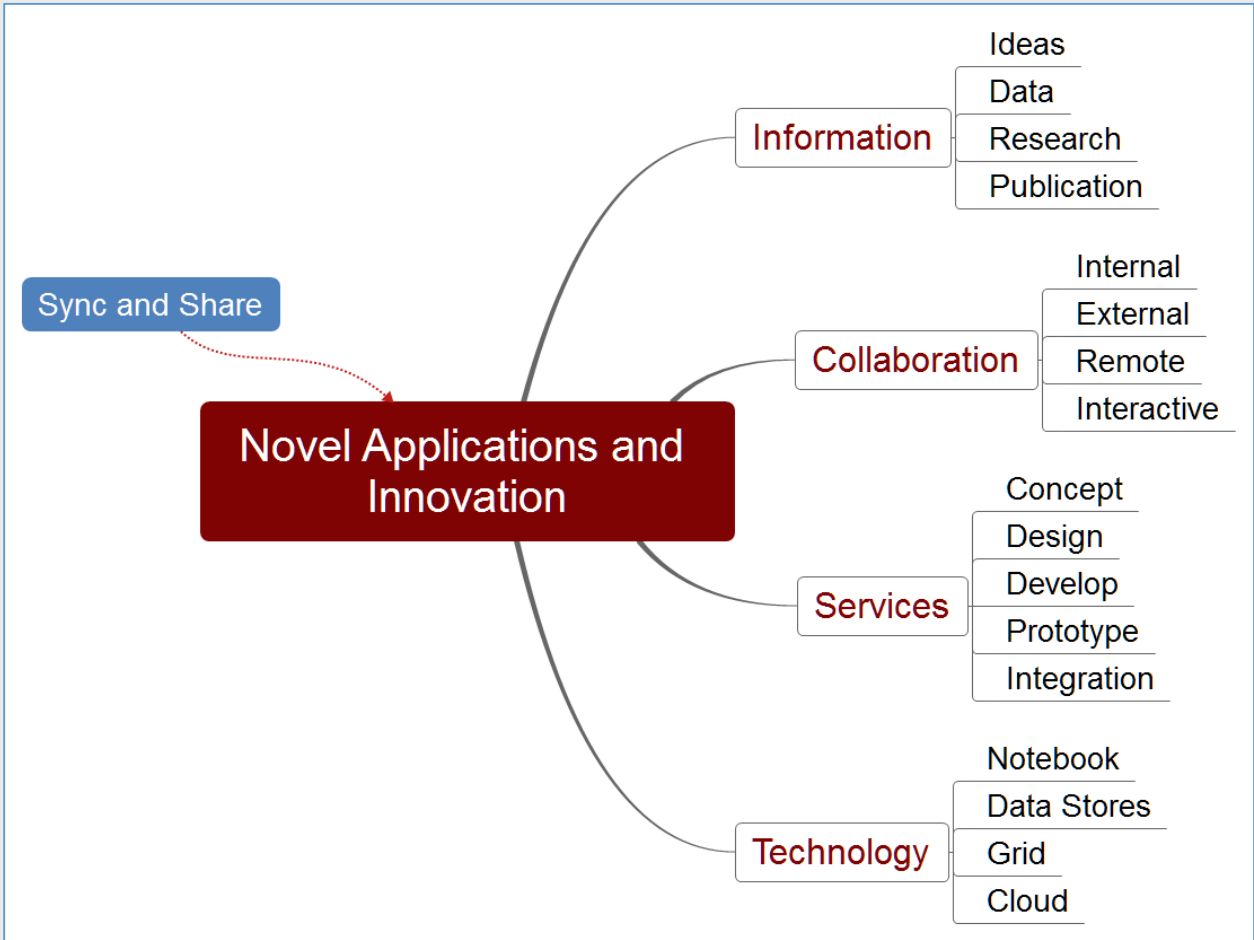 Sync and Share
Novel Applications and
Innovation
Information
Ideas
Data
Research
Publication
Collaboration
Internal
External
Remote
Interactive
Services
Concept
Design
Develop
Prototype
Integration
Technology
Notebook
Data Stores
Grid
Cloud